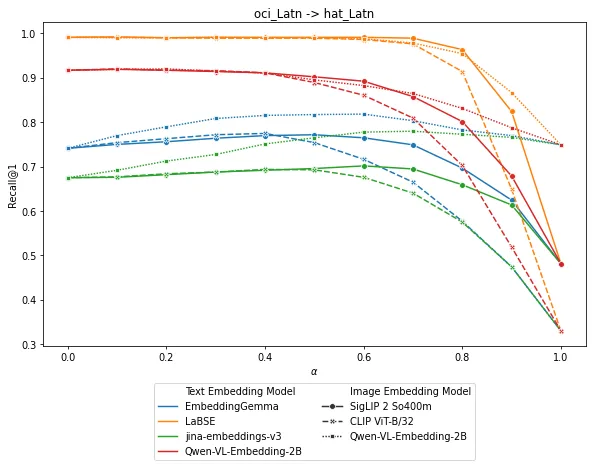 oci_Latn -> hat_Latn
Recall@1
1.0
0.9
0.8
0.7
0.6
0.5
0.4
0.3
0.0 0.2 0.4 0.6 0.8 1.0
α
Text Embedding Model Image Embedding Model
EmbeddingGemma SigLIP 2 So400m
LaBSE CLIP ViT-B/32
jina-embeddings-v3 Qwen-VL-Embedding-2B
Qwen-VL-Embedding-2B